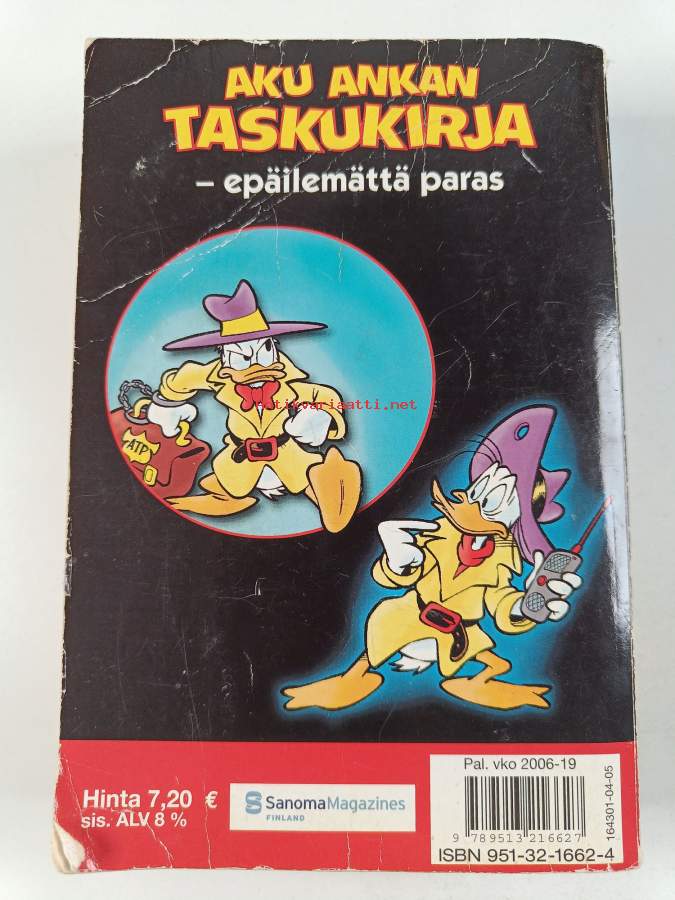 AKU ANKAN
TASKUKIRJA
– epäilemättä paras
ATP
antikvariaatti.net
Pal. vko 2006-19
164301-04-05
Hinta 7,20 €
sis. ALV 8 %
SanomaMagazines
FINLAND
9 789513 216627
ISBN 951-32-1662-4